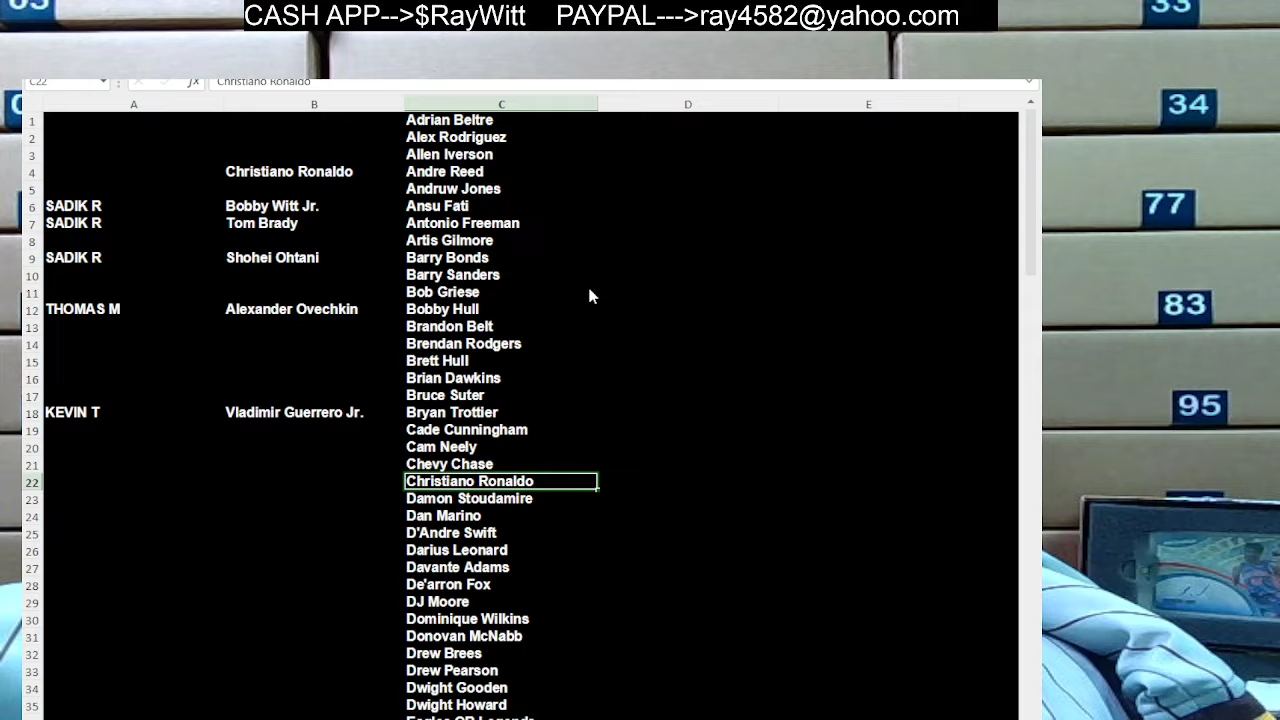 CASH APP-->$RayWitt PAYPAL--->ray4582@yahoo.com
33
34
77
83
95
C22 fx Christiano Ronaldo
A B C D E
1 Adrian Beltre
2 Alex Rodriguez
3 Allen Iverson
4 Christiano Ronaldo Andre Reed
5 Andruw Jones
6 SADIK R Bobby Witt Jr. Ansu Fati
7 SADIK R Tom Brady Antonio Freeman
8 Artis Gilmore
9 SADIK R Shohei Ohtani Barry Bonds
10 Barry Sanders
11 Bob Griese
12 THOMAS M Alexander Ovechkin Bobby Hull
13 Brandon Belt
14 Brendan Rodgers
15 Brett Hull
16 Brian Dawkins
17 Bruce Suter
18 KEVIN T Vladimir Guerrero Jr. Bryan Trottier
19 Cade Cunningham
20 Cam Neely
21 Chevy Chase
22 Christiano Ronaldo
23 Damon Stoudamire
24 Dan Marino
25 D'Andre Swift
26 Darius Leonard
27 Davante Adams
28 De'arron Fox
29 DJ Moore
30 Dominique Wilkins
31 Donovan McNabb
32 Drew Brees
33 Drew Pearson
34 Dwight Gooden
35 Dwight Howard